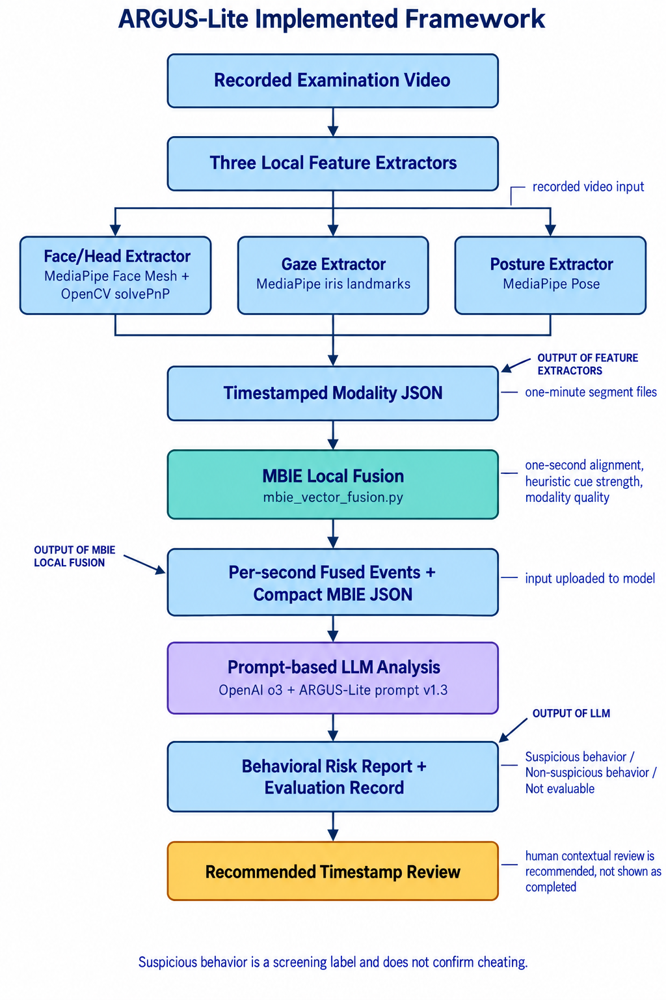 ARGUS-Lite Implemented Framework
Recorded Examination Video
Three Local Feature Extractors
recorded video input
Face/Head Extractor
MediaPipe Face Mesh +
OpenCV solvePnP
Gaze Extractor
MediaPipe iris landmarks
Posture Extractor
MediaPipe Pose
OUTPUT OF FEATURE
EXTRACTORS
Timestamped Modality JSON
one-minute segment files
MBIE Local Fusion
mbie_vector_fusion.py
one-second alignment,
heuristic cue strength,
modality quality
OUTPUT OF MBIE
LOCAL FUSION
Per-second Fused Events +
Compact MBIE JSON
input uploaded to model
Prompt-based LLM Analysis
OpenAI o3 + ARGUS-Lite prompt v1.3
OUTPUT OF LLM
Behavioral Risk Report +
Evaluation Record
Suspicious behavior /
Non-suspicious behavior /
Not evaluable
Recommended Timestamp Review
human contextual review is
recommended, not shown as
completed
Suspicious behavior is a screening label and does not confirm cheating.